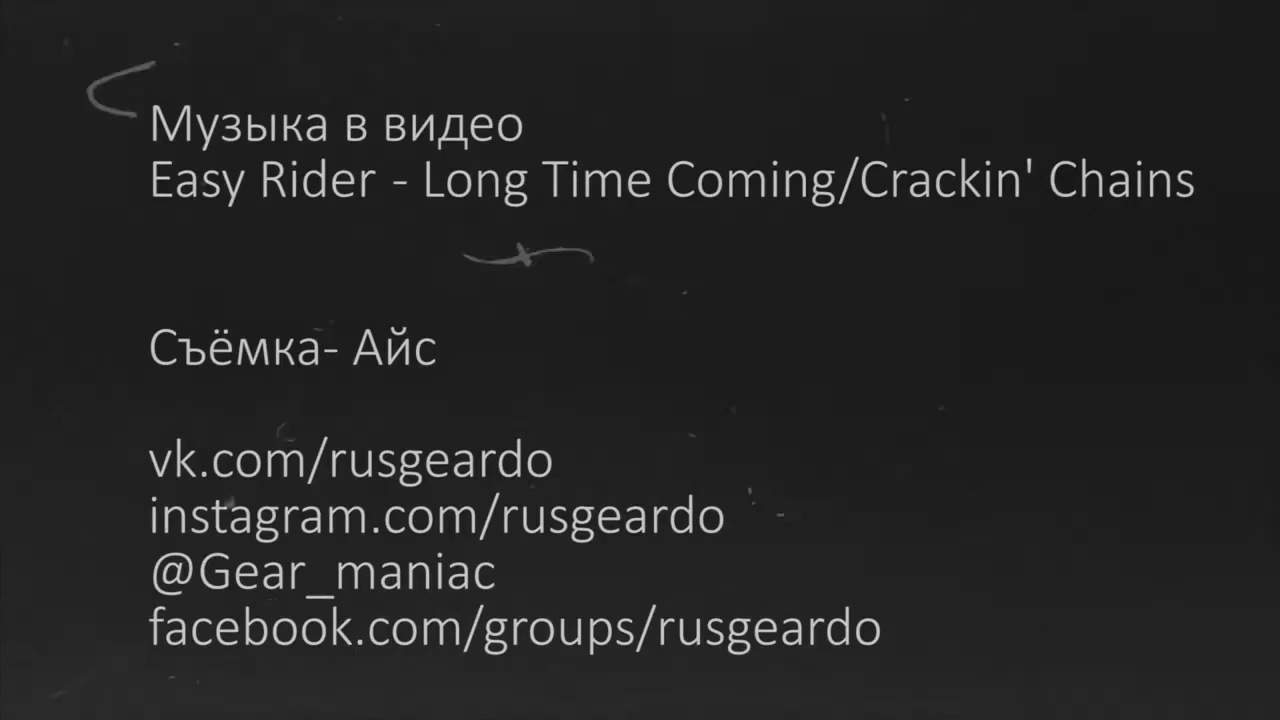 Музыка в видео
Easy Rider - Long Time Coming/Crackin' Chains
Съёмка- Айс
vk.com/rusgeardo
instagram.com/rusgeardo
@Gear_maniac
facebook.com/groups/rusgeardo